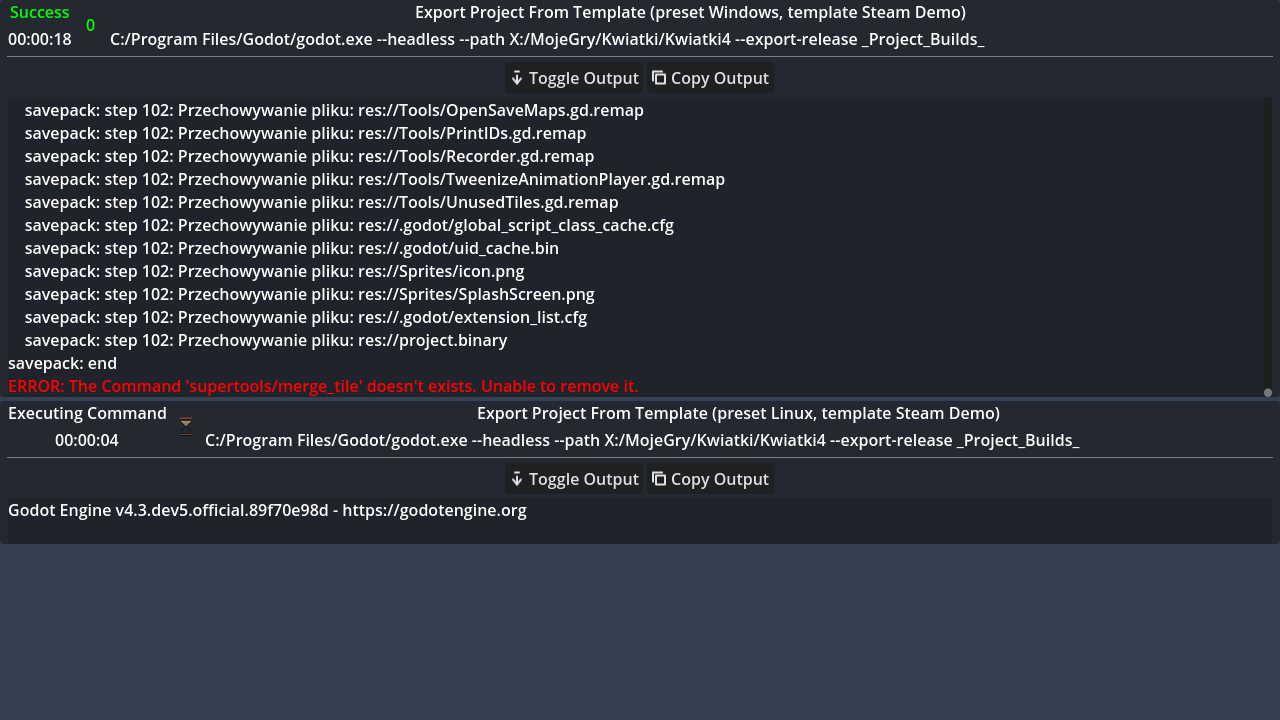 Success
0
Export Project From Template (preset Windows, template Steam Demo)
00:00:18
C:/Program Files/Godot/godot.exe --headless --path X:/MojeGry/Kwiatki/Kwiatki4 --export-release _Project_Builds_
Toggle Output
Copy Output
savepack: step 102: Przechowywanie pliku: res://Tools/OpenSaveMaps.gd.remap
savepack: step 102: Przechowywanie pliku: res://Tools/PrintIDs.gd.remap
savepack: step 102: Przechowywanie pliku: res://Tools/Recorder.gd.remap
savepack: step 102: Przechowywanie pliku: res://Tools/TweenizeAnimationPlayer.gd.remap
savepack: step 102: Przechowywanie pliku: res://Tools/UnusedTiles.gd.remap
savepack: step 102: Przechowywanie pliku: res://.godot/global_script_class_cache.cfg
savepack: step 102: Przechowywanie pliku: res://.godot/uid_cache.bin
savepack: step 102: Przechowywanie pliku: res://Sprites/icon.png
savepack: step 102: Przechowywanie pliku: res://Sprites/SplashScreen.png
savepack: step 102: Przechowywanie pliku: res://.godot/extension_list.cfg
savepack: step 102: Przechowywanie pliku: res://project.binary
savepack: end
ERROR: The Command 'supertools/merge_tile' doesn't exists. Unable to remove it.
Executing Command
Export Project From Template (preset Linux, template Steam Demo)
00:00:04
C:/Program Files/Godot/godot.exe --headless --path X:/MojeGry/Kwiatki/Kwiatki4 --export-release _Project_Builds_
Toggle Output
Copy Output
Godot Engine v4.3.dev5.official.89f70e98d - https://godotengine.org